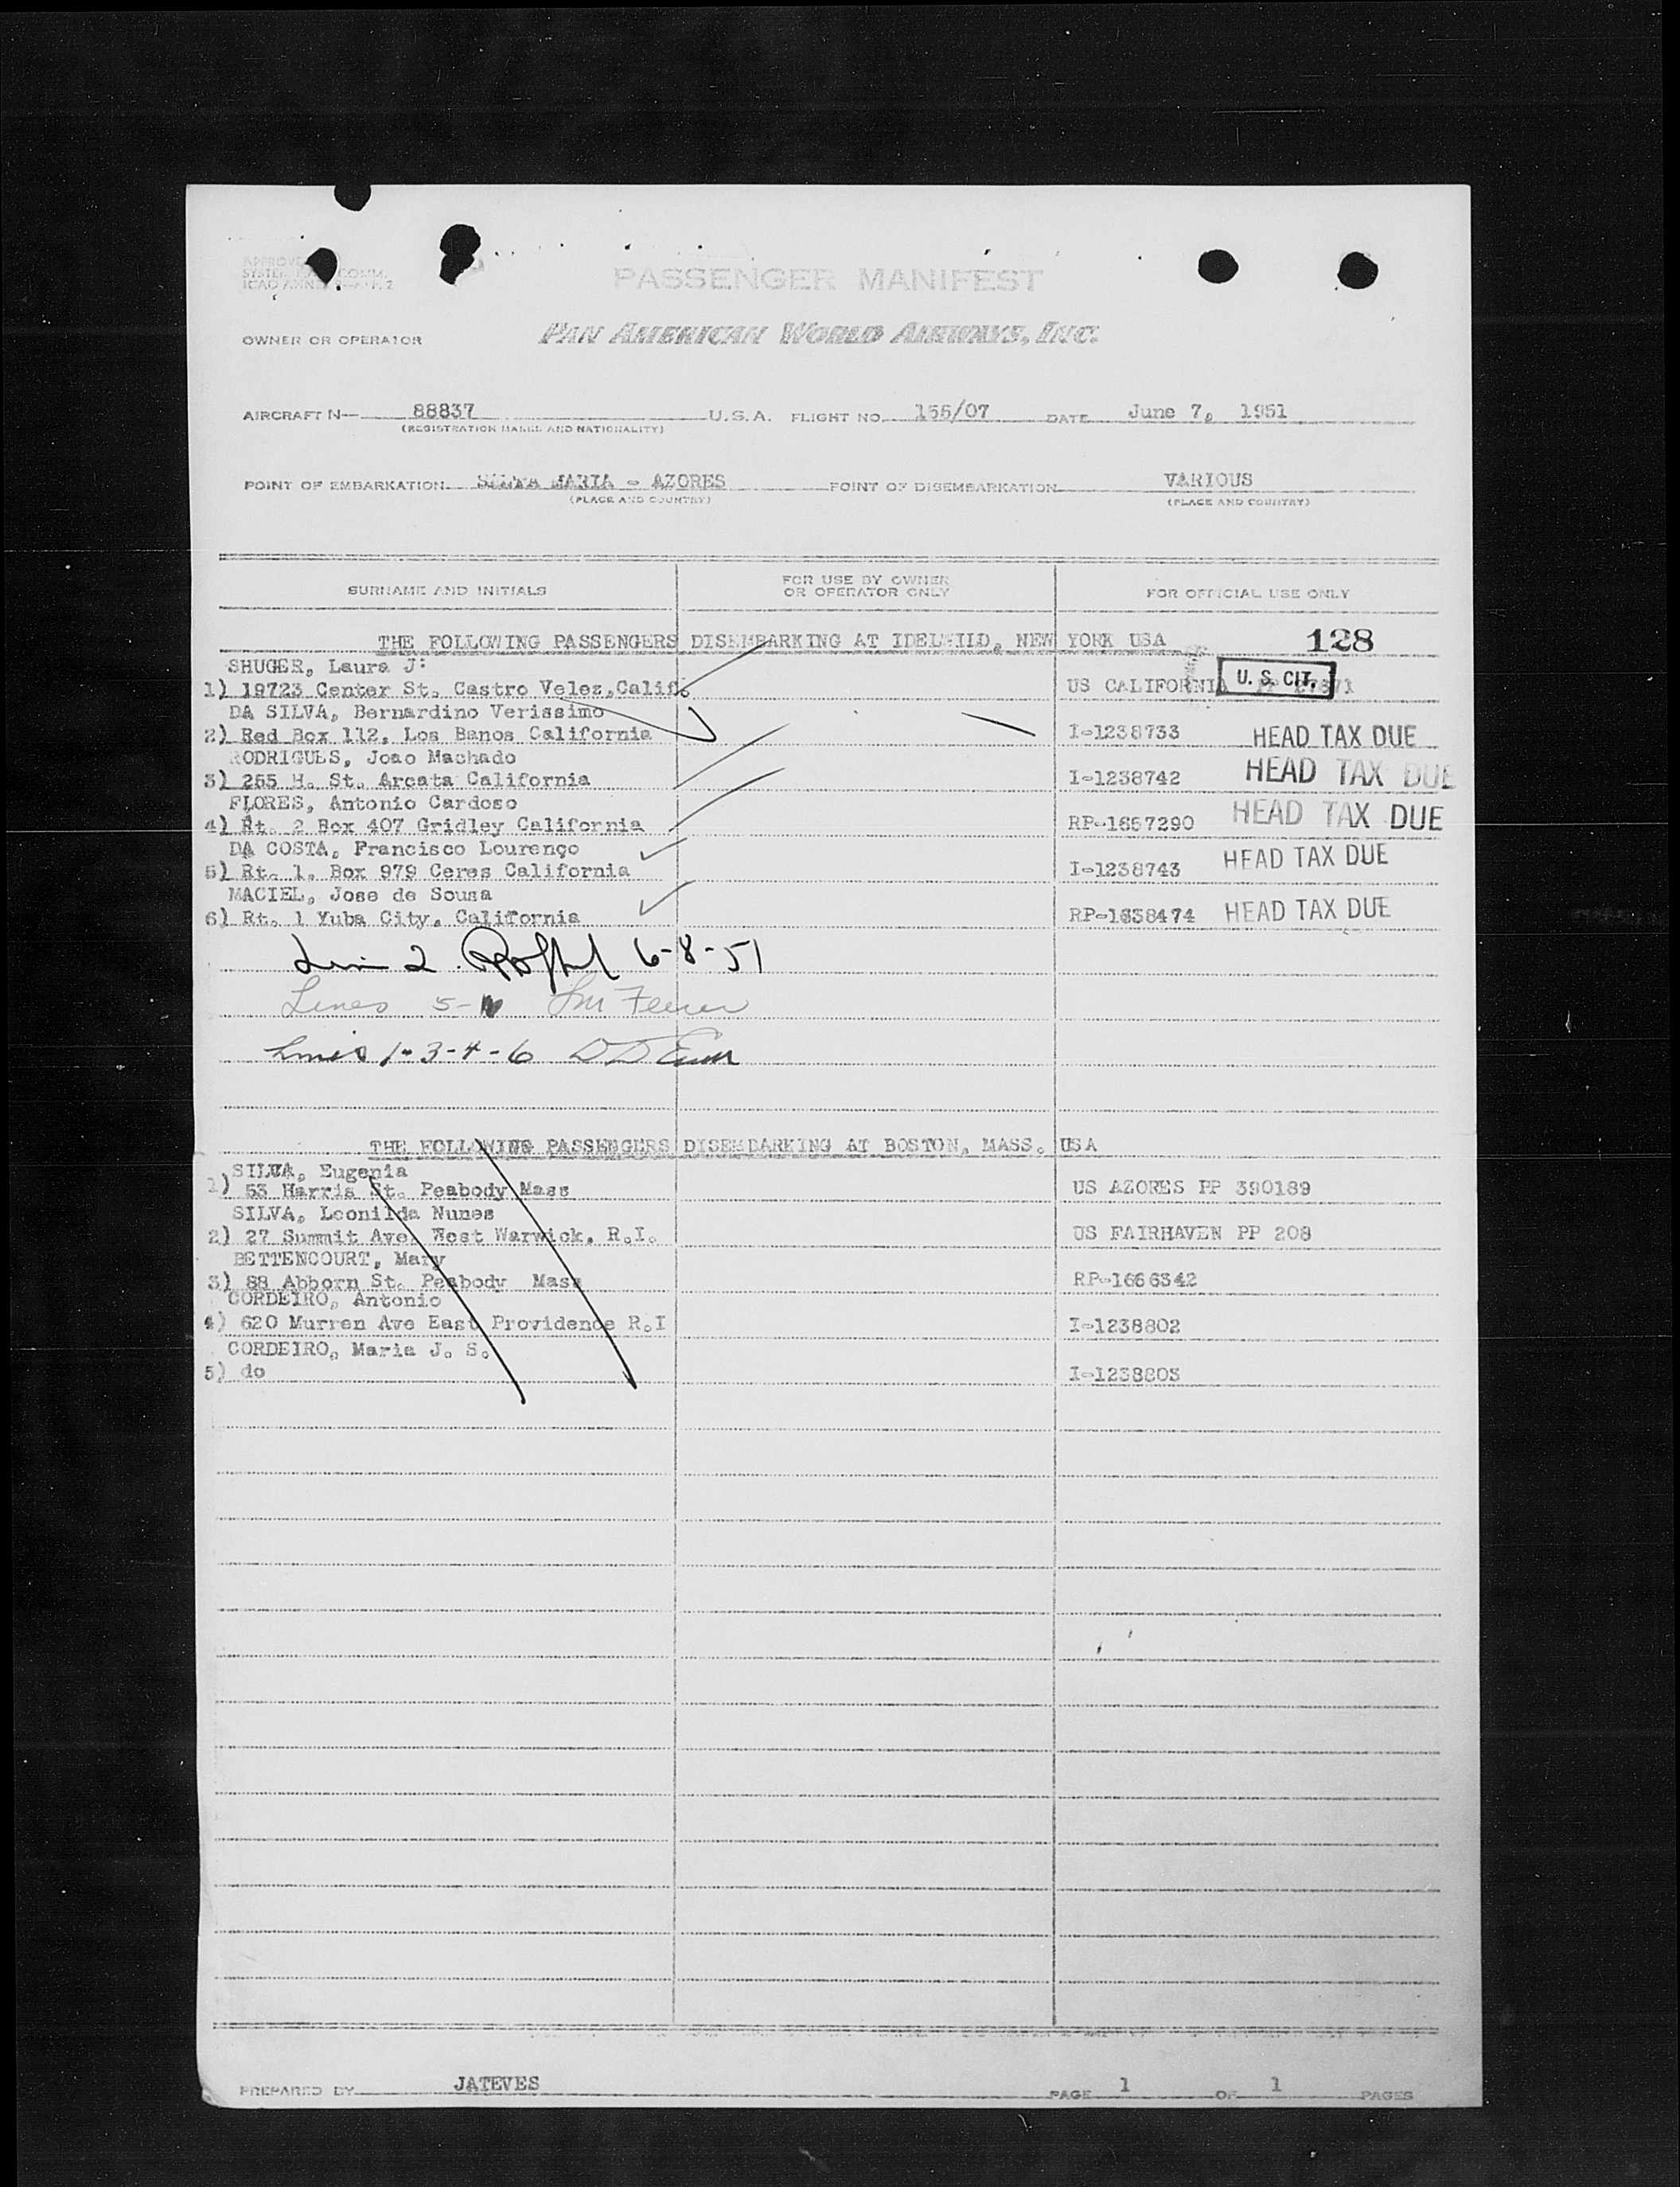 PASSENGER MANIFEST
OWNER OR OPERATOR PAN AMERICAN WORLD AIRWAYS, INC.
AIRCRAFT N— 88837 U.S.A. FLIGHT NO. 155/07 DATE June 7, 1951
(REGISTRATION MARKS AND NATIONALITY)
POINT OF EMBARKATION MARIA - AZORES POINT OF DISEMBARKATION VARIOUS
(PLACE AND COUNTRY) (PLACE AND COUNTRY)
SURNAME AND INITIALS FOR USE BY OWNER OR OPERATOR ONLY FOR OFFICIAL USE ONLY
THE FOLLOWING PASSENGERS DISEMBARKING AT IDELWILD, NEW YORK USA 128
SHUGER, Laura J:
1) 19723 Center St. Castro Velez, Calif. US CALIFORNIA U. S. CIT.
DA SILVA, Bernardino Verissimo
2) Red Box 112, Los Banos California I-1238733 HEAD TAX DUE
RODRIGUES, Joao Machado
3) 255 H. St. Arcata California I-1238742 HEAD TAX DUE
FLORES, Antonio Cardoso
4) Rt. 2 Box 407 Gridley California RP-1657290 HEAD TAX DUE
DA COSTA, Francisco Lourenço
5) Rt. 1, Box 979 Ceres California I-1238743 HEAD TAX DUE
MACIEL, Jose de Sousa
6) Rt. 1 Yuba City, California RP-1638474 HEAD TAX DUE
2 6-8-51
Lines 5-
Lines 1-3-4-6
THE FOLLOWING PASSENGERS DISEMBARKING AT BOSTON, MASS. USA
SILVA, Eugenia
1) 53 Harris St. Peabody Mass US AZORES PP 390189
SILVA, Leonilda Nunes
2) 27 Summit Ave. West Warwick, R.I. US FAIRHAVEN PP 208
BETTENCOURT, Mary
3) 88 Abborn St. Peabody Mass RP-1666342
CORDEIRO, Antonio
4) 620 Murren Ave East Providence R.I I-1238802
CORDEIRO, Maria J. S.
5) do I-1238803
PREPARED BY JATEVES PAGE 1 OF 1 PAGES